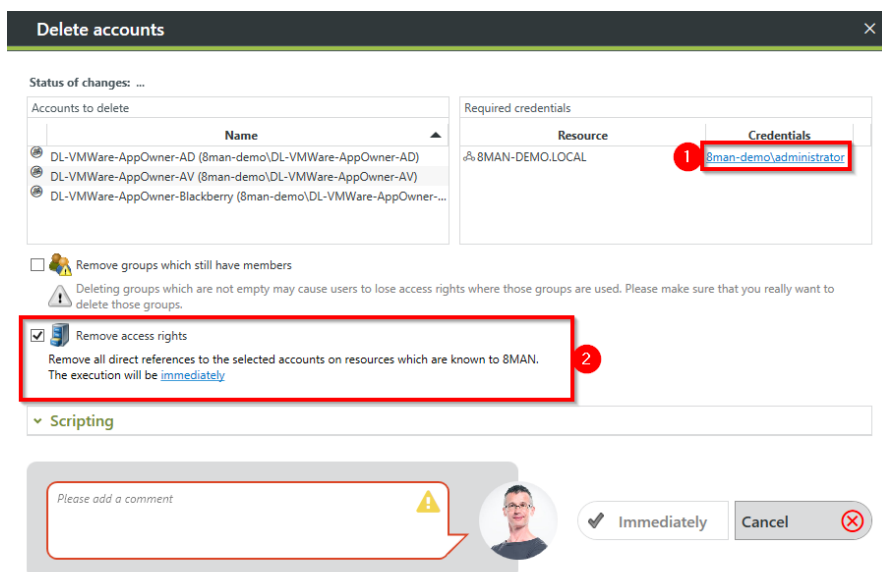 Delete accounts
Status of changes: ...
Accounts to delete
Required credentials
Name
Resource
Credentials
DL-VMWare-AppOwner-AD (8man-demo\DL-VMWare-AppOwner-AD)
8MAN-DEMO.LOCAL
1
8man-demo\administrator
DL-VMWare-AppOwner-AV (8man-demo\DL-VMWare-AppOwner-AV)
DL-VMWare-AppOwner-Blackberry (8man-demo\DL-VMWare-AppOwner-...
Remove groups which still have members
Deleting groups which are not empty may cause users to lose access rights where those groups are used. Please make sure that you really want to
delete those groups.
Remove access rights
Remove all direct references to the selected accounts on resources which are known to 8MAN.
2
The execution will be immediately
Scripting
Please add a comment
Immediately
Cancel